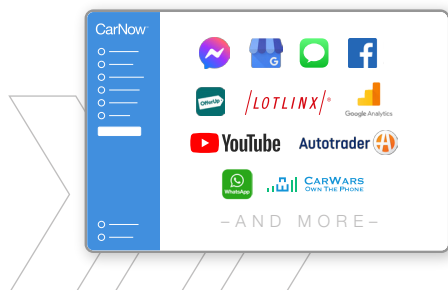 CarNow
G
f
OfferUp
/LOTLINX/®
Google Analytics
YouTube
Autotrader
WhatsApp
CARWARS
OWN THE PHONE
–AND MORE–